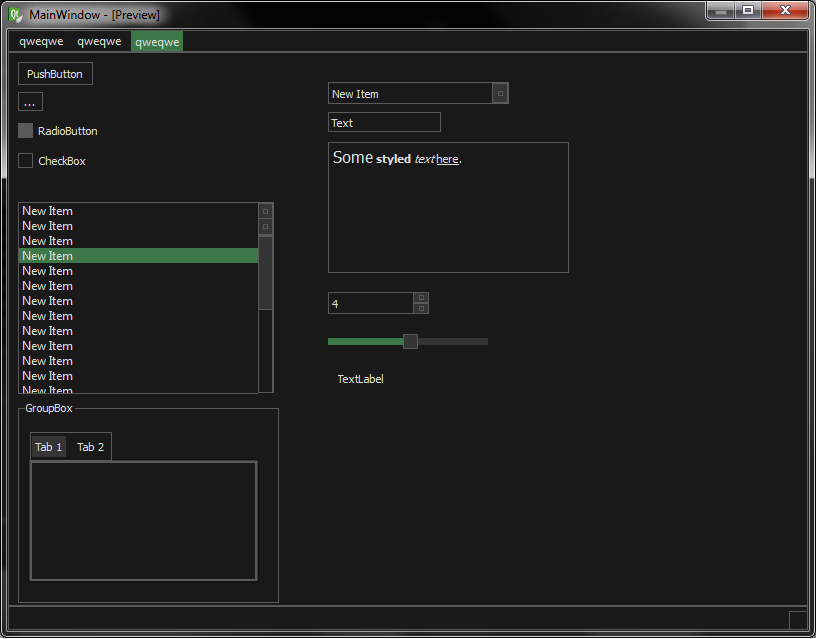 MainWindow - [Preview]
qweqwe qweqwe qweqwe
PushButton
...
RadioButton
CheckBox
New Item
New Item
New Item
New Item
New Item
New Item
New Item
New Item
New Item
New Item
New Item
New Item
New Item
GroupBox
Tab 1 Tab 2
New Item
Text
Some styled text here.
4
TextLabel